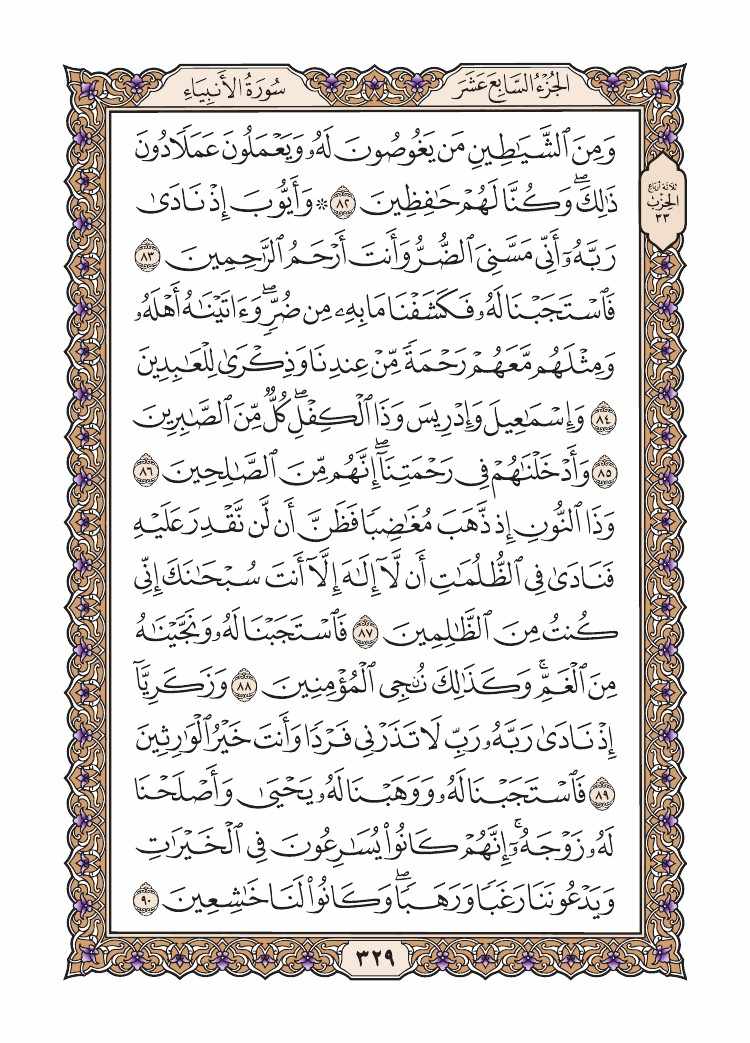 الجُزْءُ السَّابِعَ عَشَرَ
سُورَةُ الأَنبِيَاءِ
وَمِنَ ٱلشَّيَـٰطِينِ مَن يَغُوصُونَ لَهُۥ وَيَعْمَلُونَ عَمَلًا دُونَ
ذَٰلِكَۖ وَكُنَّا لَهُمْ حَـٰفِظِينَ ٨٢ ۞ وَأَيُّوبَ إِذْ نَادَىٰ
رَبَّهُۥٓ أَنِّى مَسَّنِىَ ٱلضُّرُّ وَأَنتَ أَرْحَمُ ٱلرَّٰحِمِينَ ٨٣
فَٱسْتَجَبْنَا لَهُۥ فَكَشَفْنَا مَا بِهِۦ مِن ضُرٍّۖ وَءَاتَيْنَـٰهُ أَهْلَهُۥ
وَمِثْلَهُم مَّعَهُمْ رَحْمَةً مِّنْ عِندِنَا وَذِكْرَىٰ لِلْعَـٰبِدِينَ
٨٤ وَإِسْمَـٰعِيلَ وَإِدْرِيسَ وَذَا ٱلْكِفْلِۖ كُلٌّ مِّنَ ٱلصَّـٰبِرِينَ
٨٥ وَأَدْخَلْنَـٰهُمْ فِى رَحْمَتِنَآۖ إِنَّهُم مِّنَ ٱلصَّـٰلِحِينَ ٨٦
وَذَا ٱلنُّونِ إِذ ذَّهَبَ مُغَـٰضِبًا فَظَنَّ أَن لَّن نَّقْدِرَ عَلَيْهِ
فَنَادَىٰ فِى ٱلظُّلُمَـٰتِ أَن لَّآ إِلَـٰهَ إِلَّآ أَنتَ سُبْحَـٰنَكَ إِنِّى
كُنتُ مِنَ ٱلظَّـٰلِمِينَ ٨٧ فَٱسْتَجَبْنَا لَهُۥ وَنَجَّيْنَـٰهُ
مِنَ ٱلْغَمِّۚ وَكَذَٰلِكَ نُـۨجِى ٱلْمُؤْمِنِينَ ٨٨ وَزَكَرِيَّآ
إِذْ نَادَىٰ رَبَّهُۥ رَبِّ لَا تَذَرْنِى فَرْدًا وَأَنتَ خَيْرُ ٱلْوَٰرِثِينَ
٨٩ فَٱسْتَجَبْنَا لَهُۥ وَوَهَبْنَا لَهُۥ يَحْيَىٰ وَأَصْلَحْنَا
لَهُۥ زَوْجَهُۥٓۚ إِنَّهُمْ كَانُوا۟ يُسَـٰرِعُونَ فِى ٱلْخَيْرَٰتِ
وَيَدْعُونَنَا رَغَبًا وَرَهَبًاۖ وَكَانُوا۟ لَنَا خَـٰشِعِينَ ٩٠
ثلاثة أرباع
الحِزْب
٣٣
٣٢٩